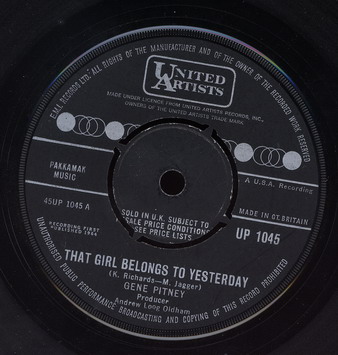 E.M.I. RECORDS LTD. ALL RIGHTS OF THE MANUFACTURER AND OF THE OWNER OF THE RECORDED WORK RESERVED
UNITED
ARTISTS
MADE UNDER LICENCE FROM UNITED ARTISTS RECORDS, INC.,
OWNERS OF THE UNITED ARTISTS TRADE MARK.
PAKKAMAK
MUSIC
A U.S.A. Recording
45UP 1045 A
SOLD IN U.K. SUBJECT TO
RESALE PRICE CONDITIONS
SEE PRICE LISTS
MADE IN GT. BRITAIN
UP 1045
RECORDING FIRST
PUBLISHED 1964
THAT GIRL BELONGS TO YESTERDAY
(K. Richards—M. Jagger)
GENE PITNEY
Producer
Andrew Loog Oldham
UNAUTHORISED PUBLIC PERFORMANCE BROADCASTING AND COPYING OF THIS RECORD PROHIBITED